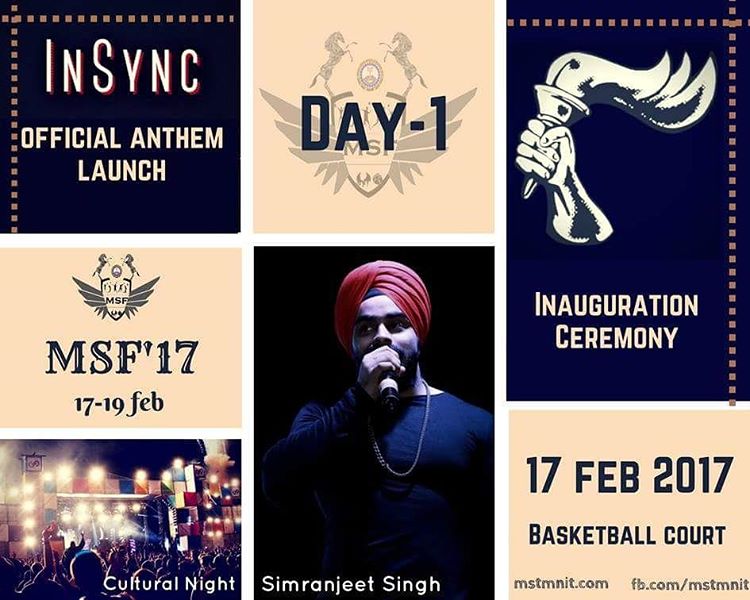 InSync
OFFICIAL ANTHEM
LAUNCH
DAY-1
MSF
INAUGURATION
CEREMONY
MSF
MSF'17
17-19 feb
Cultural Night
Simranjeet Singh
17 FEB 2017
BASKETBALL COURT
mstmnit.com fb.com/mstmnit